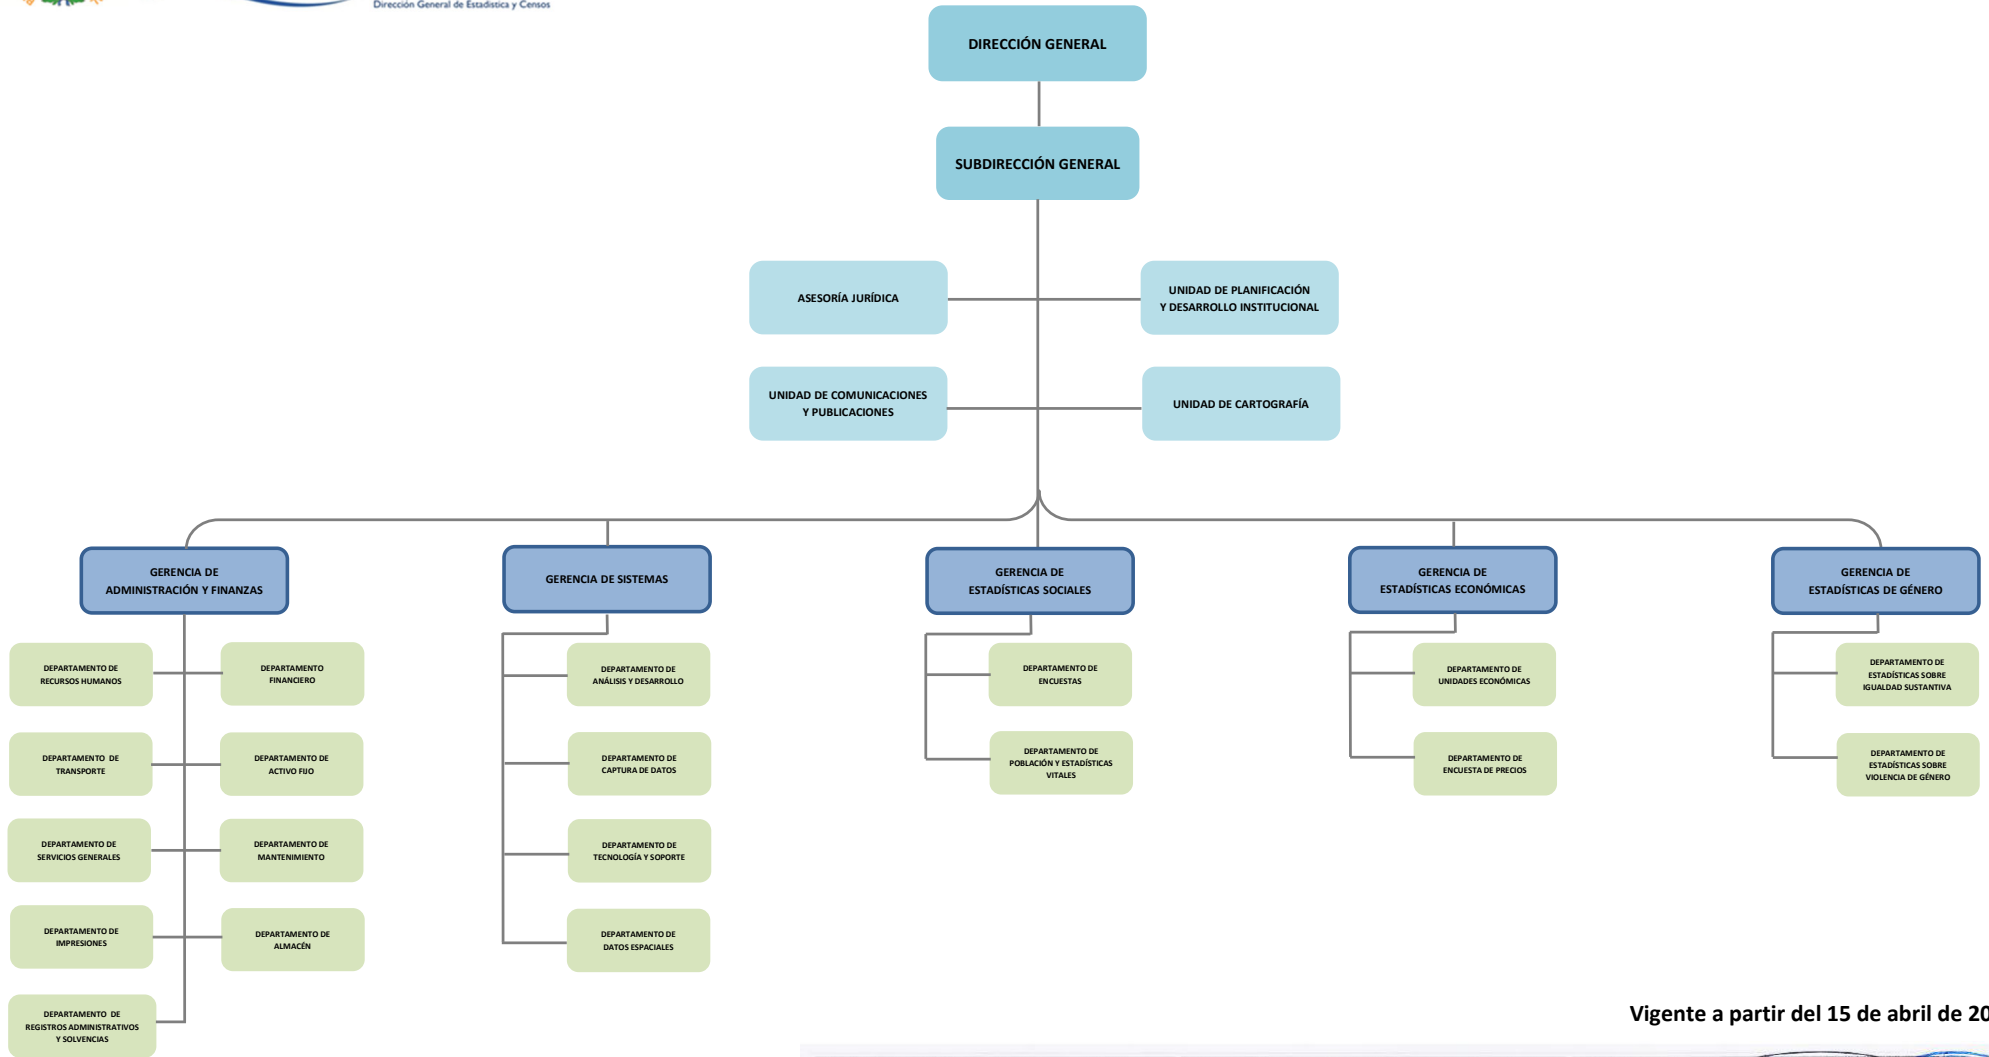 Dirección General de Estadística y Censos
DIRECCIÓN GENERAL
SUBDIRECCIÓN GENERAL
ASESORÍA JURÍDICA
UNIDAD DE PLANIFICACIÓN
Y DESARROLLO INSTITUCIONAL
UNIDAD DE COMUNICACIONES
Y PUBLICACIONES
UNIDAD DE CARTOGRAFÍA
GERENCIA DE
ADMINISTRACIÓN Y FINANZAS
GERENCIA DE SISTEMAS
GERENCIA DE
ESTADÍSTICAS SOCIALES
GERENCIA DE
ESTADÍSTICAS ECONÓMICAS
GERENCIA DE
ESTADÍSTICAS DE GÉNERO
DEPARTAMENTO DE
RECURSOS HUMANOS
DEPARTAMENTO
FINANCIERO
DEPARTAMENTO DE
TRANSPORTE
DEPARTAMENTO DE
ACTIVO FIJO
DEPARTAMENTO DE
SERVICIOS GENERALES
DEPARTAMENTO DE
MANTENIMIENTO
DEPARTAMENTO DE
IMPRESIONES
DEPARTAMENTO DE
ALMACÉN
DEPARTAMENTO DE
REGISTROS ADMINISTRATIVOS
Y SOLVENCIAS
DEPARTAMENTO DE
ANÁLISIS Y DESARROLLO
DEPARTAMENTO DE
CAPTURA DE DATOS
DEPARTAMENTO DE
TECNOLOGÍA Y SOPORTE
DEPARTAMENTO DE
DATOS ESPACIALES
DEPARTAMENTO DE
ENCUESTAS
DEPARTAMENTO DE
POBLACIÓN Y ESTADÍSTICAS
VITALES
DEPARTAMENTO DE
UNIDADES ECONÓMICAS
DEPARTAMENTO DE
ENCUESTA DE PRECIOS
DEPARTAMENTO DE
ESTADÍSTICAS SOBRE
IGUALDAD SUSTANTIVA
DEPARTAMENTO DE
ESTADÍSTICAS SOBRE
VIOLENCIA DE GÉNERO
Vigente a partir del 15 de abril de 20